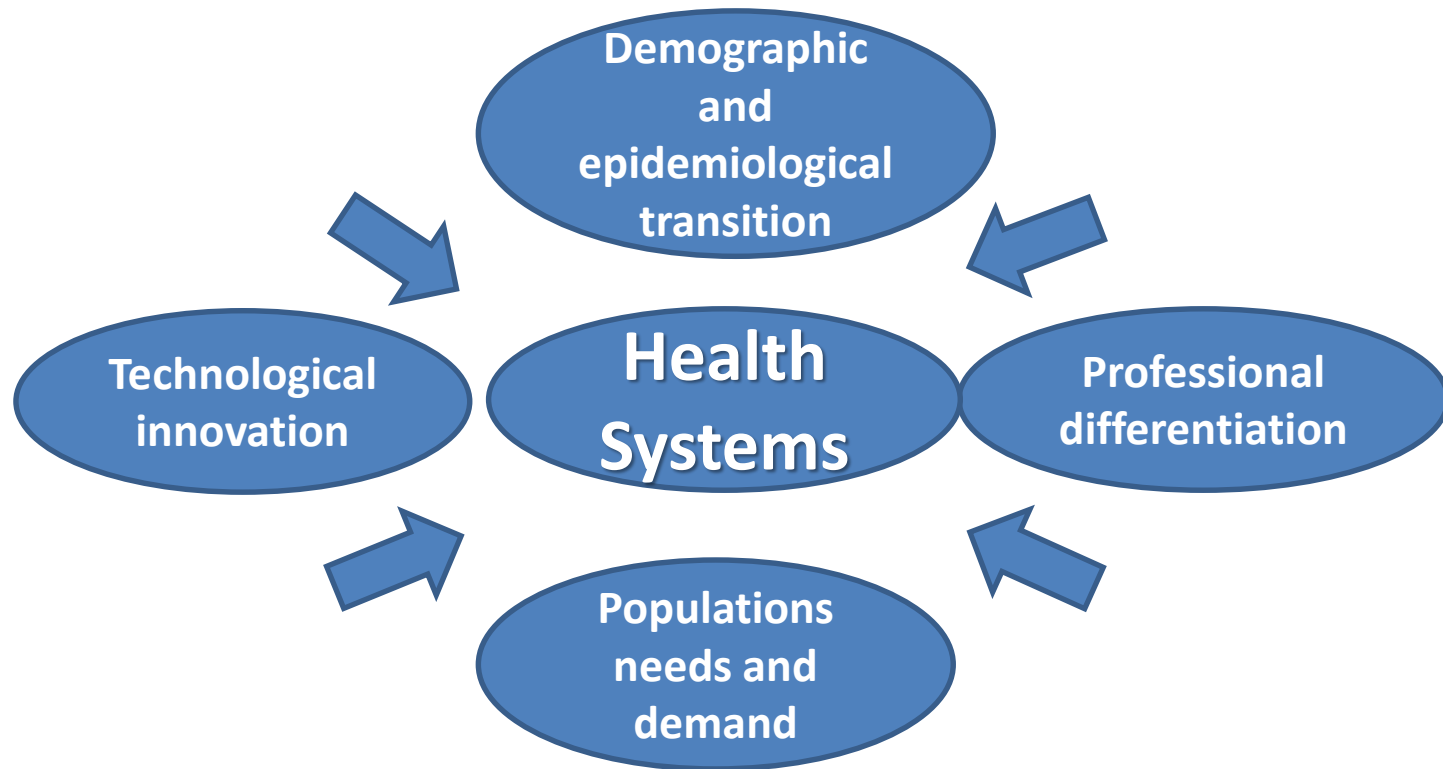 Demographic
and
epidemiological
transition
Technological
innovation
Health
Systems
Professional
differentiation
Populations
needs and
demand